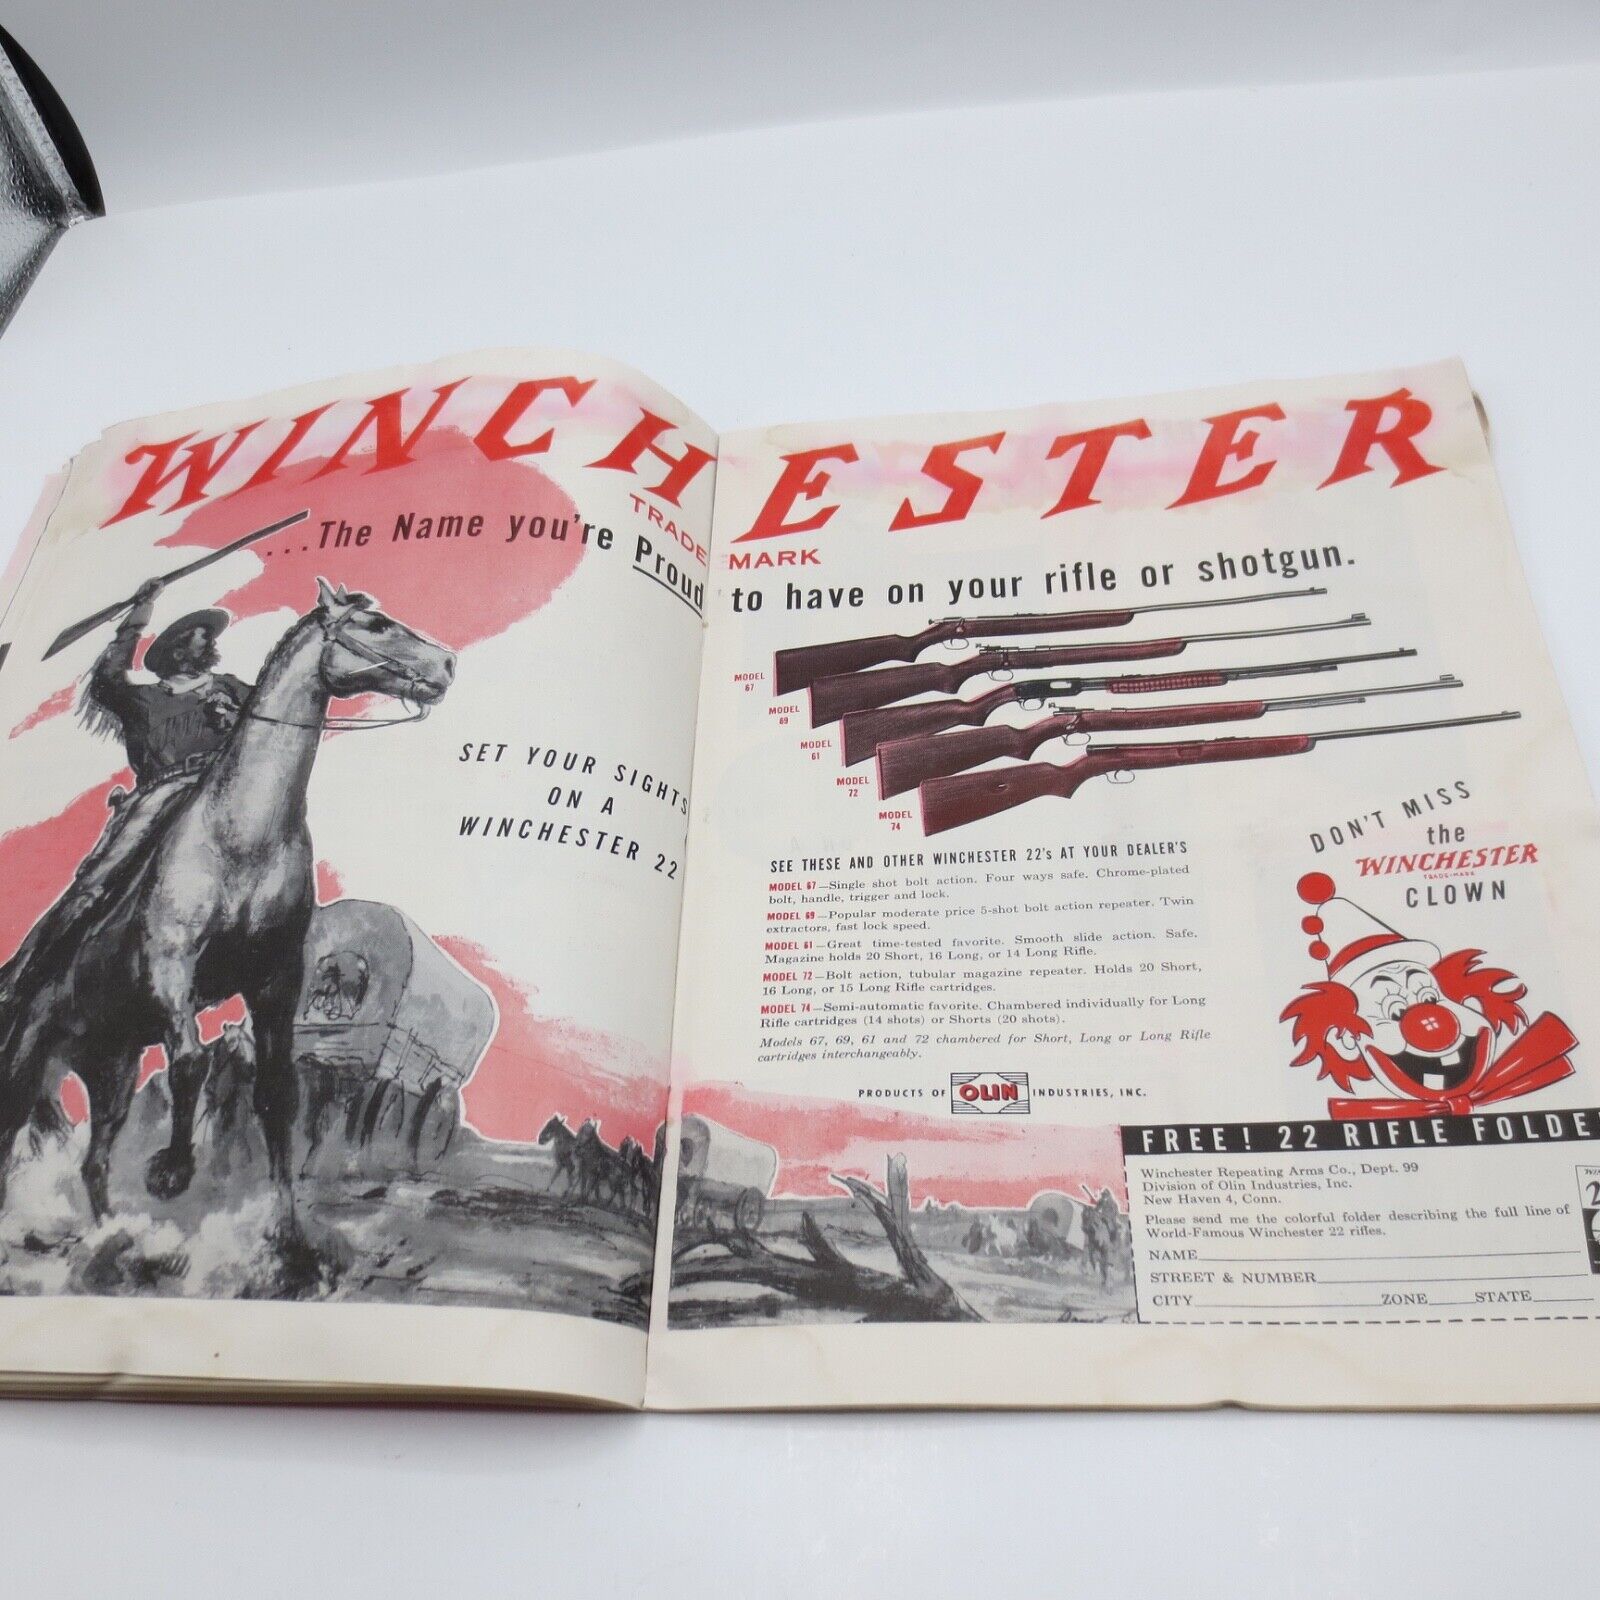 WINCHESTER
TRADE MARK
...The Name you're Proud to have on your rifle or shotgun.
SET YOUR SIGHTS
ON A
WINCHESTER 22
MODEL
67
MODEL
69
MODEL
61
MODEL
72
MODEL
74
SEE THESE AND OTHER WINCHESTER 22's AT YOUR DEALER'S
MODEL 67—Single shot bolt action. Four ways safe. Chrome-plated
bolt, handle, trigger and lock.
MODEL 69—Popular moderate price 5-shot bolt action repeater. Twin
extractors, fast lock speed.
MODEL 61—Great time-tested favorite. Smooth slide action. Safe.
Magazine holds 20 Short, 16 Long, or 14 Long Rifle.
MODEL 72—Bolt action, tubular magazine repeater. Holds 20 Short,
16 Long, or 15 Long Rifle cartridges.
MODEL 74—Semi-automatic favorite. Chambered individually for Long
Rifle cartridges (14 shots) or Shorts (20 shots).
Models 67, 69, 61 and 72 chambered for Short, Long or Long Rifle
cartridges interchangeably.
PRODUCTS OF OLIN INDUSTRIES, INC.
DON'T MISS
the
WINCHESTER
TRADE-MARK
CLOWN
FREE! 22 RIFLE FOLDE
Winchester Repeating Arms Co., Dept. 99
Division of Olin Industries, Inc.
New Haven 4, Conn.
Please send me the colorful folder describing the full line of
World-Famous Winchester 22 rifles.
NAME
STREET & NUMBER
CITY ZONE STATE